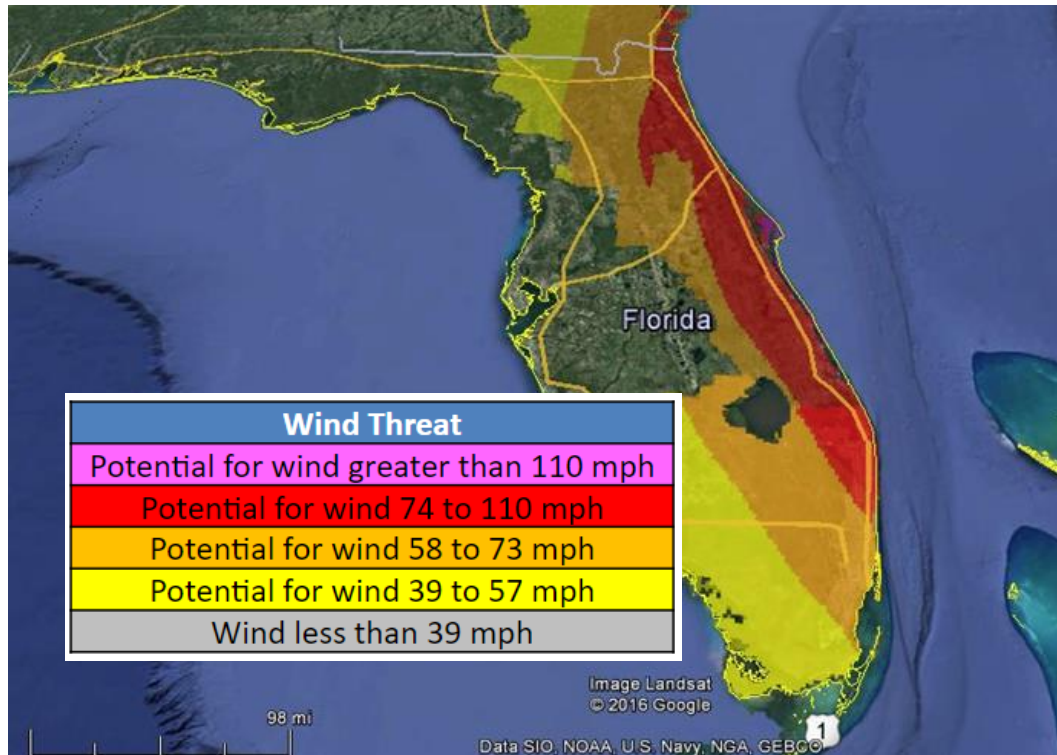 Florida
Wind Threat
Potential for wind greater than 110 mph
Potential for wind 74 to 110 mph
Potential for wind 58 to 73 mph
Potential for wind 39 to 57 mph
Wind less than 39 mph
Image Landsat
© 2016 Google
98 mi
1
Data SIO, NOAA, U.S. Navy, NGA, GEBCO